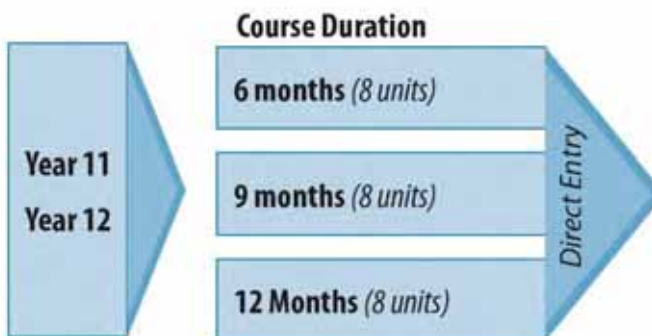 Course Duration
Year 11
Year 12
6 months (8 units)
9 months (8 units)
12 Months (8 units)
Direct Entry